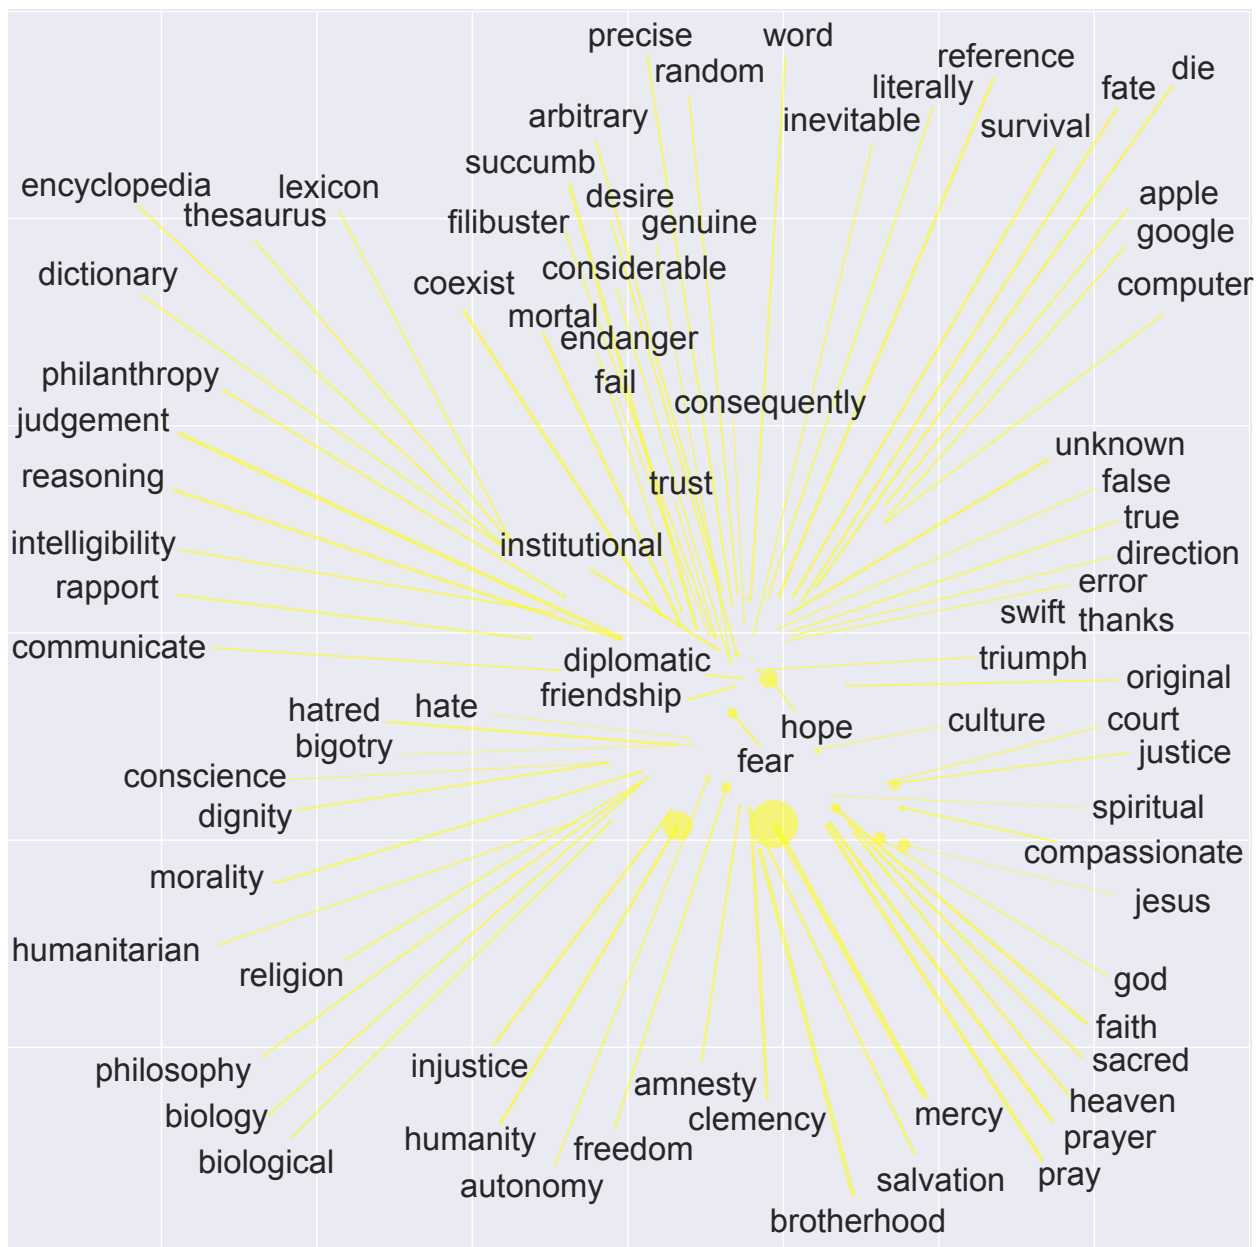 precise
word
random
reference
literally
die
fate
arbitrary
inevitable
survival
succumb
encyclopedia
lexicon
thesaurus
desire
filibuster
genuine
apple
google
considerable
dictionary
coexist
computer
mortal
endanger
philanthropy
fail
judgement
consequently
unknown
reasoning
trust
false
true
intelligibility
institutional
direction
rapport
error
swift
thanks
communicate
diplomatic
triumph
friendship
original
hatred
hate
hope
culture
court
bigotry
fear
justice
conscience
dignity
spiritual
compassionate
morality
jesus
humanitarian
religion
god
faith
philosophy
injustice
sacred
amnesty
heaven
biology
clemency
mercy
humanity
freedom
prayer
biological
autonomy
salvation
pray
brotherhood